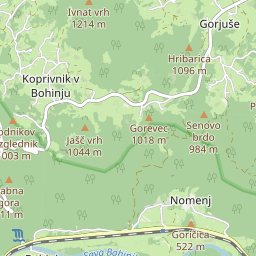 Ivnat vrh
1214 m
Gorjuše
Hribarica
1096 m
Koprivnik v
Bohinju
Gorevec
1018 m
Senovo
brdo
984 m
Jašč vrh
1044 m
zglednik
003 m
Nomenj
11 m
Goričica
522 m
Sava Bohinj